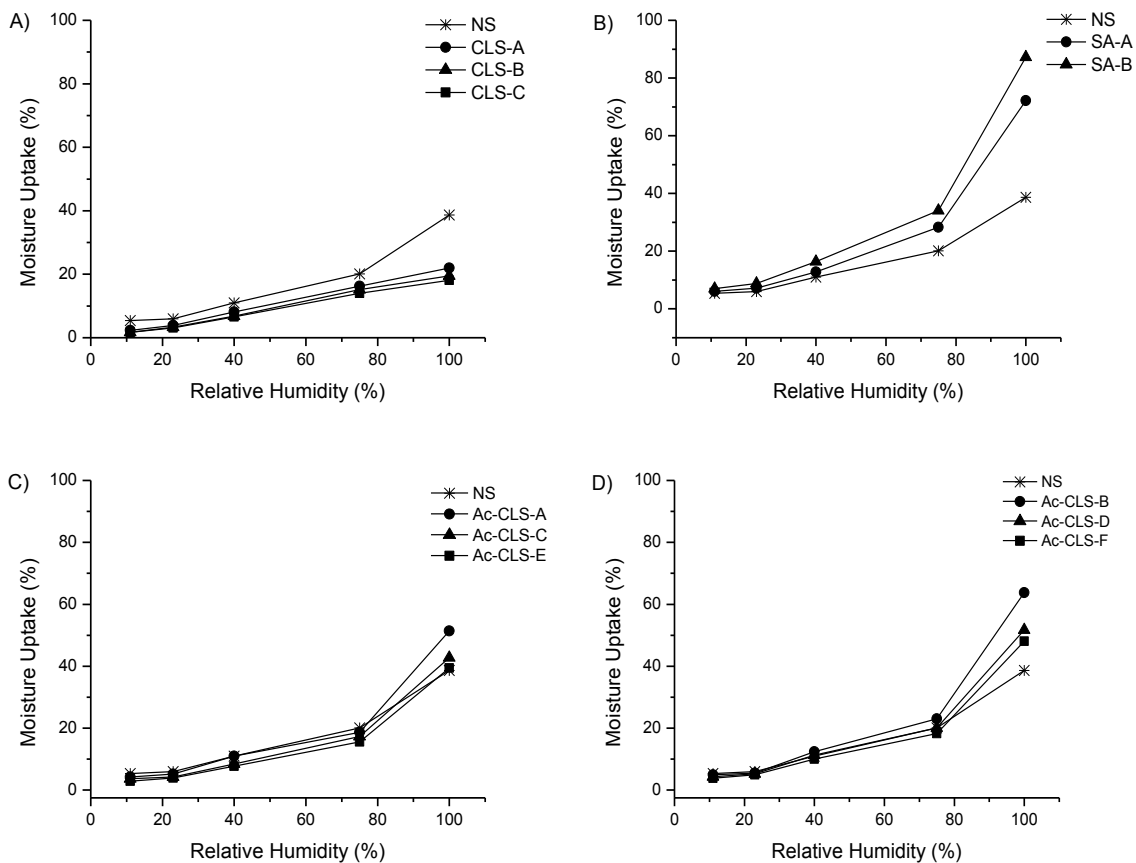 A)
NS
CLS-A
CLS-B
CLS-C
100
80
60
40
20
0
Moisture Uptake (%)
0 20 40 60 80 100
Relative Humidity (%)
B)
NS
SA-A
SA-B
100
80
60
40
20
0
Moisture Uptake (%)
0 20 40 60 80 100
Relative Humidity (%)
C)
NS
Ac-CLS-A
Ac-CLS-C
Ac-CLS-E
100
80
60
40
20
0
Moisture Uptake (%)
0 20 40 60 80 100
Relative Humidity (%)
D)
NS
Ac-CLS-B
Ac-CLS-D
Ac-CLS-F
100
80
60
40
20
0
Moisture Uptake (%)
0 20 40 60 80 100
Relative Humidity (%)